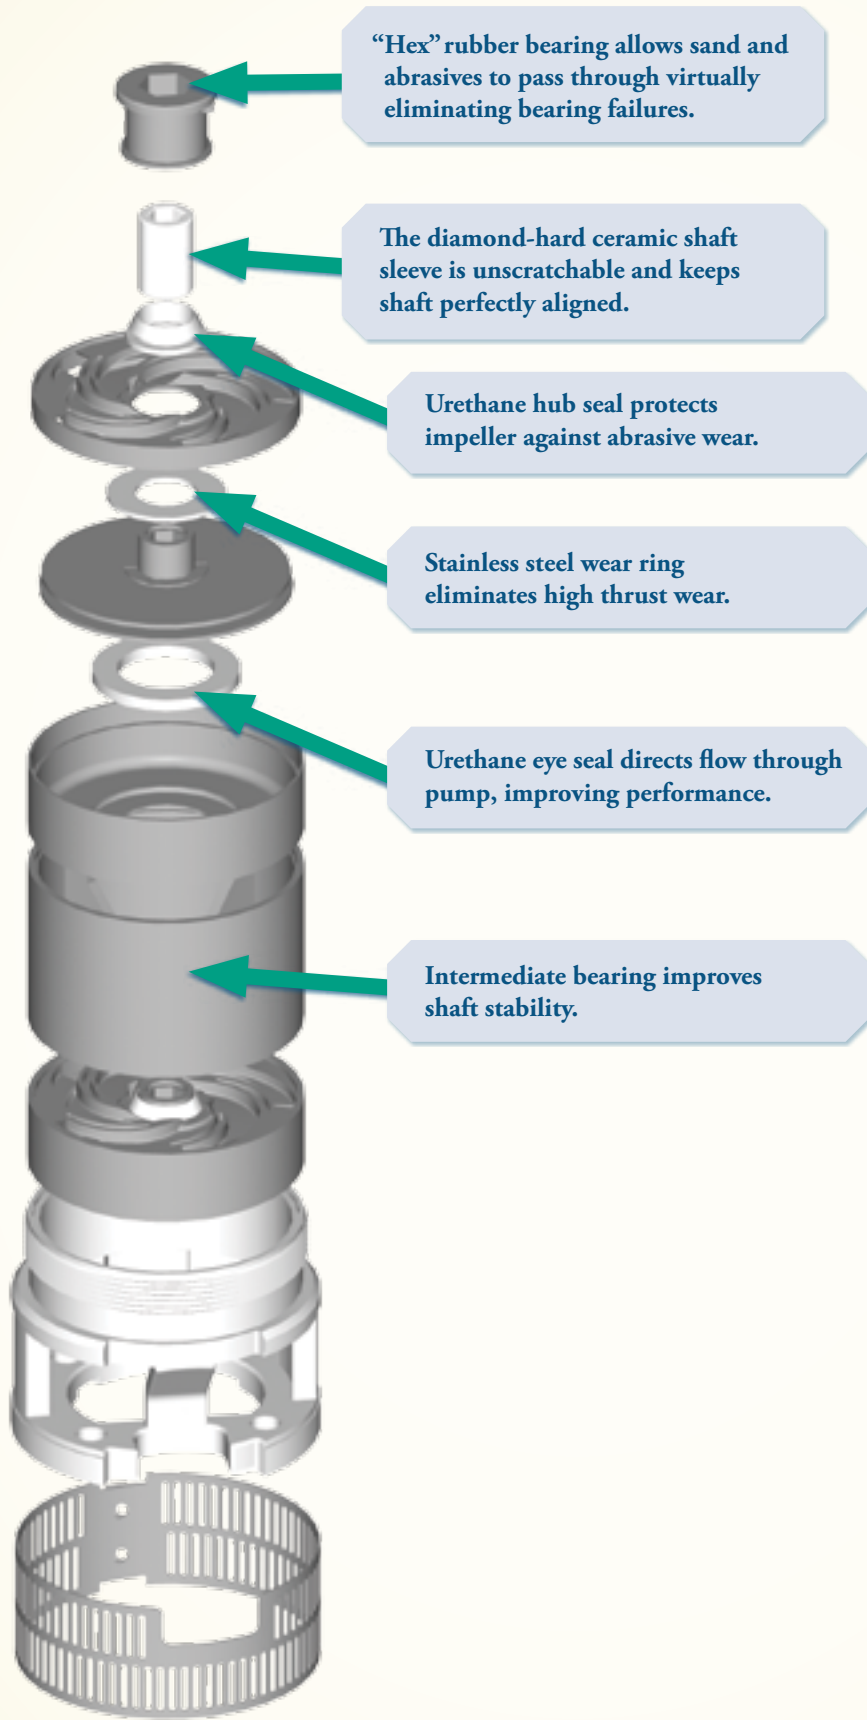 “Hex” rubber bearing allows sand and
abrasives to pass through virtually
eliminating bearing failures.
The diamond-hard ceramic shaft
sleeve is unscratchable and keeps
shaft perfectly aligned.
Urethane hub seal protects
impeller against abrasive wear.
Stainless steel wear ring
eliminates high thrust wear.
Urethane eye seal directs flow through
pump, improving performance.
Intermediate bearing improves
shaft stability.